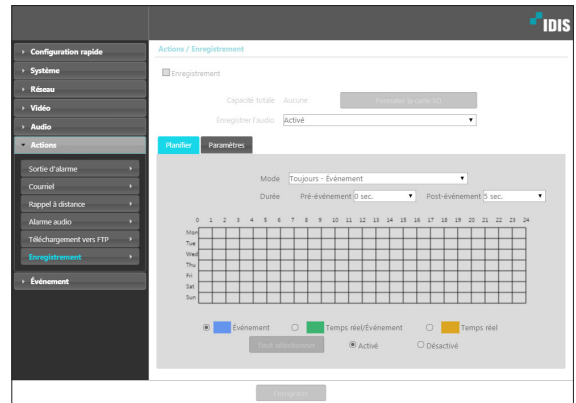 IDIS
Configuration rapide
Système
Réseau
Vidéo
Audio
Actions
Sortie d'alarme
Courriel
Rappel à distance
Alarme audio
Téléchargement vers FTP
Enregistrement
Événement
Actions / Enregistrement
Enregistrement
Capacité totale Aucune Formater la carte SD
Enregistrer l'audio Activé
Planifier Paramètres
Mode Toujours - Événement
Durée Pré-événement 0 sec. Post-événement 5 sec.
0 1 2 3 4 5 6 7 8 9 10 11 12 13 14 15 16 17 18 19 20 21 22 23 24
Mon
Tue
Wed
Thu
Fri
Sat
Sun
Événement Temps réel/Événement Temps réel
Tout sélectionner Activé Désactivé
Enregistrer